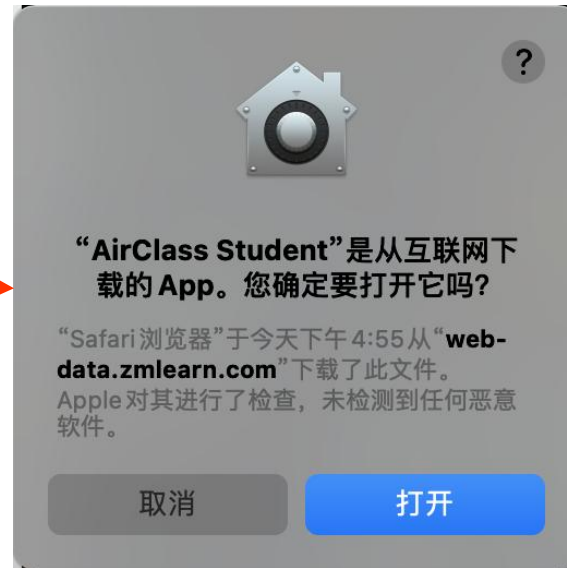 ?
“AirClass Student”是从互联网下
载的 App。您确定要打开它吗?
“Safari 浏览器”于今天下午 4:55 从“web-
data.zmlearn.com”下载了此文件。
Apple 对其进行了检查，未检测到任何恶意
软件。
取消
打开